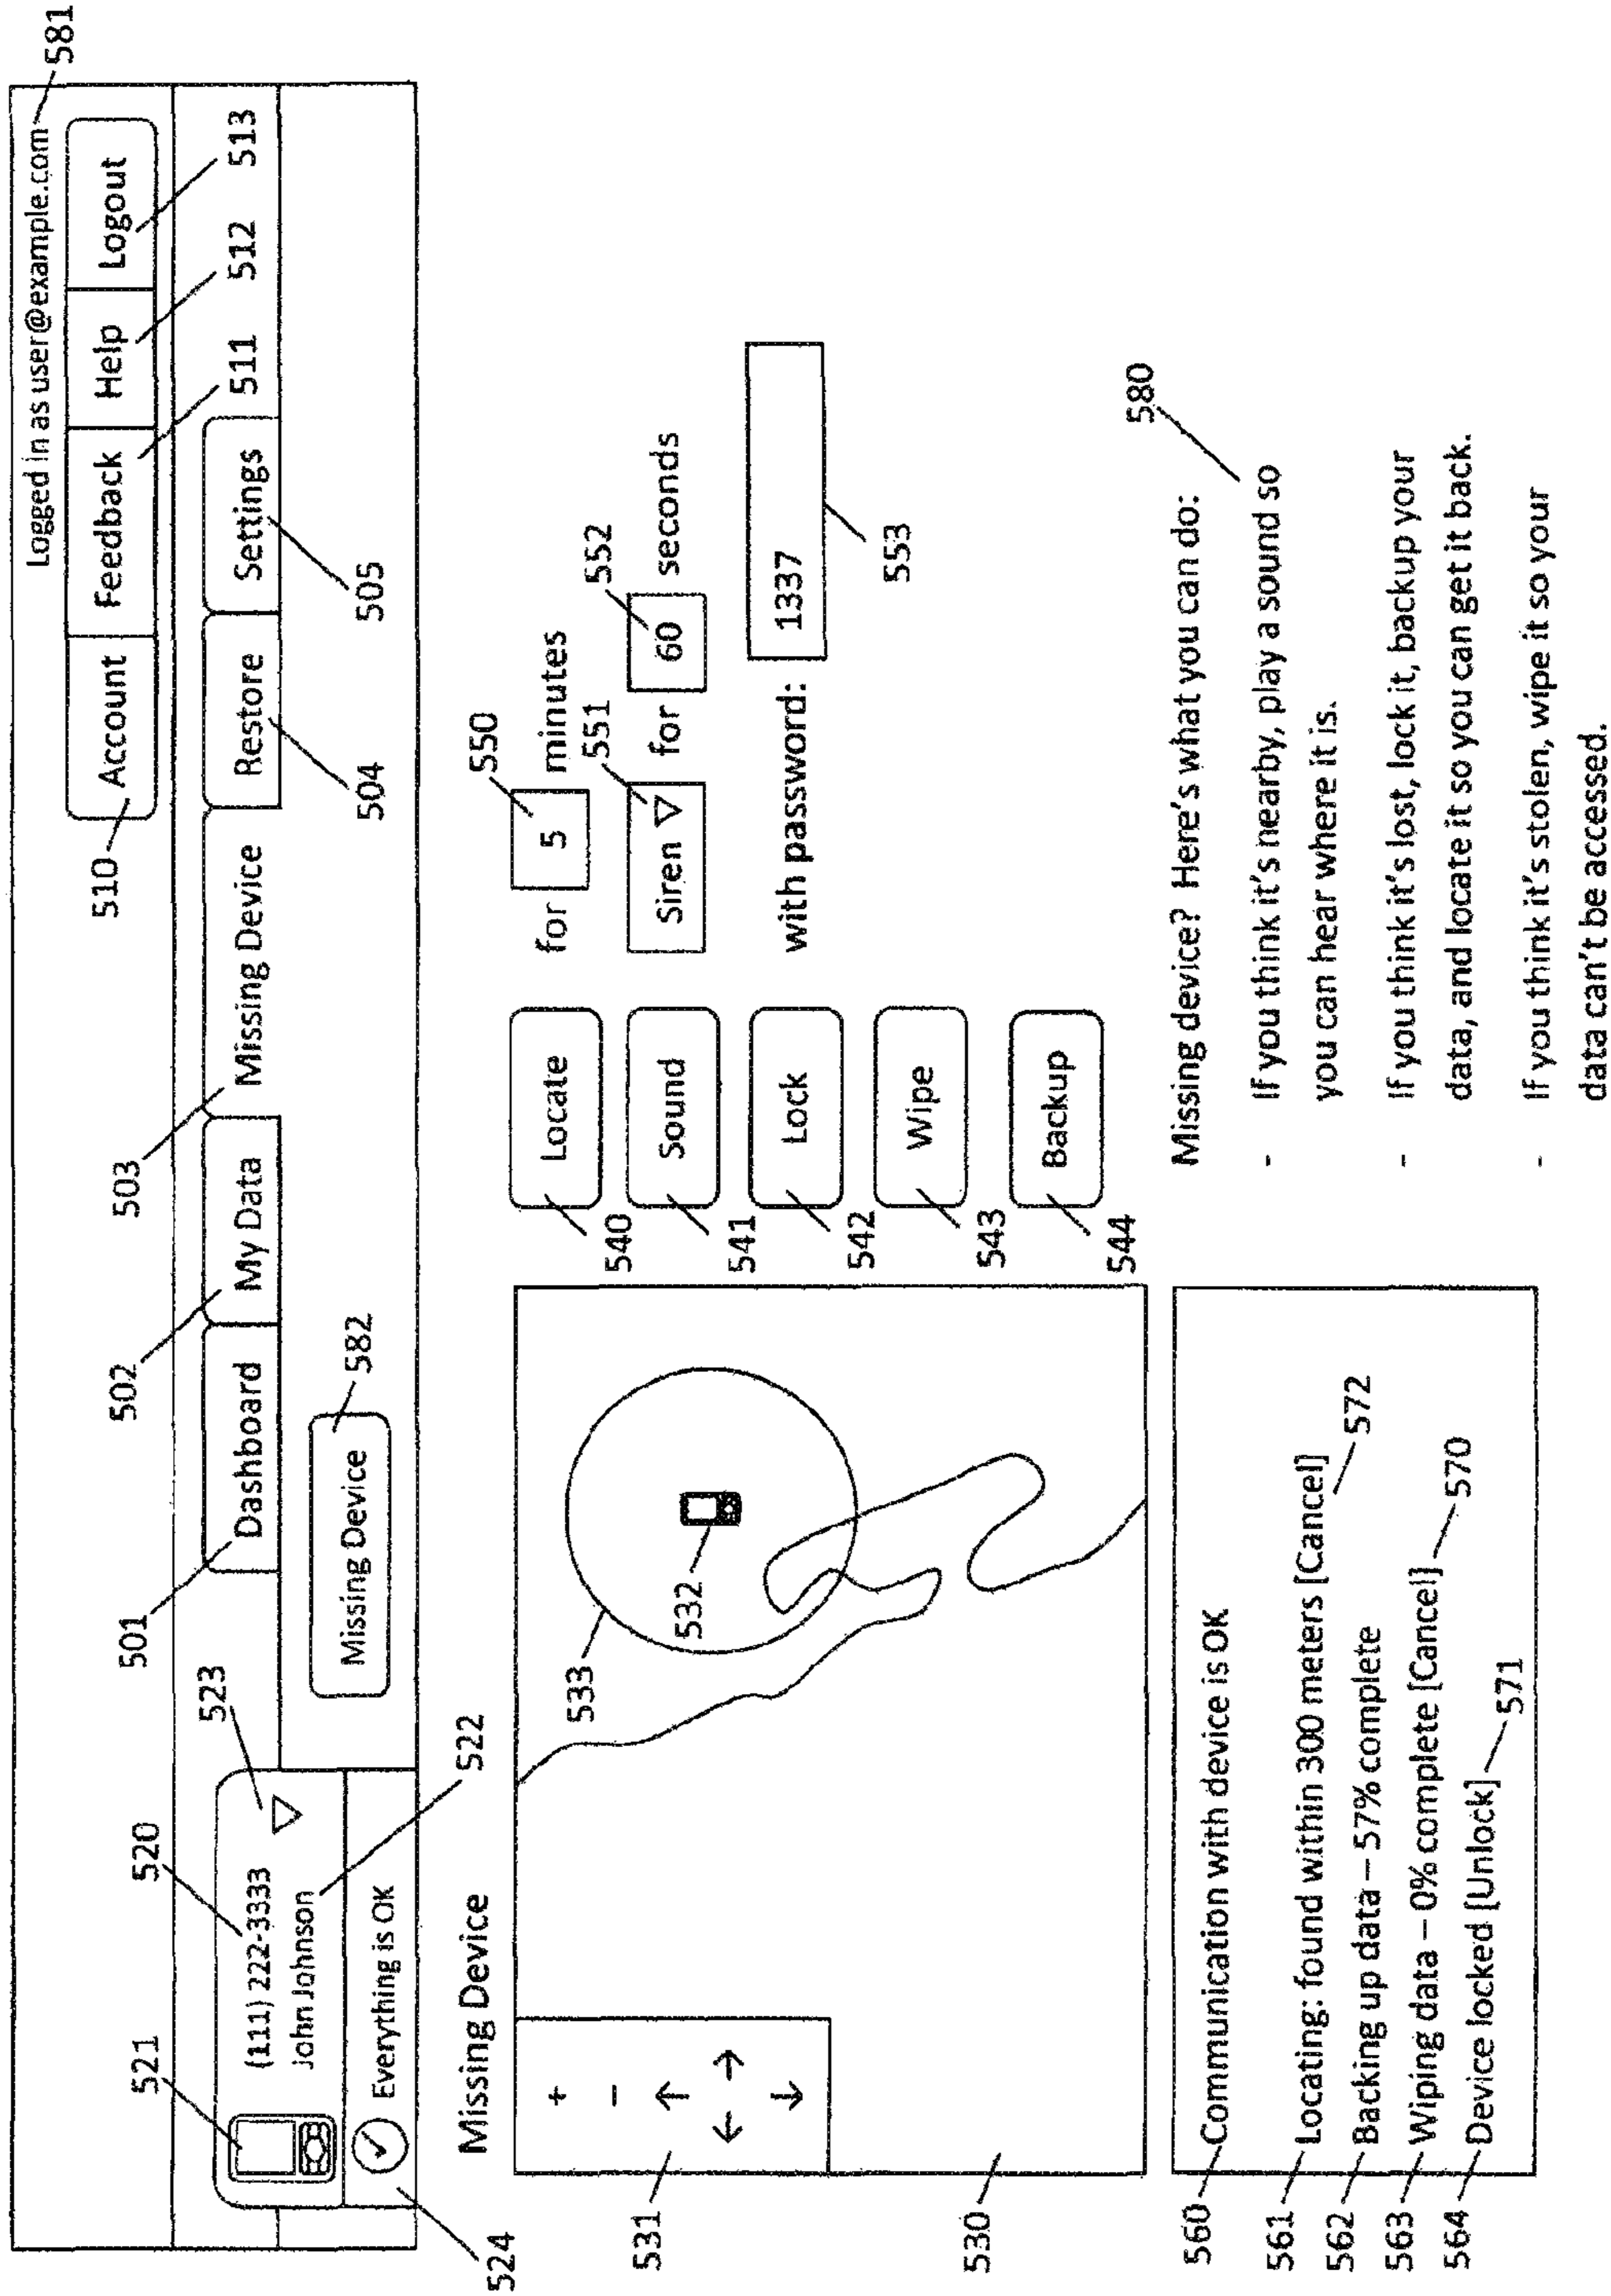 Logged in as user@example.com 581
Account Feedback Help Logout
510 511 512 513
501 502 503
Dashboard My Data Missing Device Restore Settings
504 505
521 520 523
(111) 222-3333 ▽
John Johnson
522
Everything is OK
524
Missing Device 582
Missing Device
+
−
↑
← →
↓
531
530
533
532
Locate for 5 minutes
540 550
Sound Siren ▽ for 60 seconds
541 551 552
Lock with password: 1337
542 553
Wipe
543
Backup
544
560 Communication with device is OK
561 Locating: found within 300 meters [Cancel] 572
562 Backing up data – 57% complete
563 Wiping data – 0% complete [Cancel] 570
564 Device locked [Unlock] 571
Missing device? Here's what you can do:
580
- If you think it's nearby, play a sound so
you can hear where it is.
- If you think it's lost, lock it, backup your
data, and locate it so you can get it back.
- If you think it's stolen, wipe it so your
data can't be accessed.